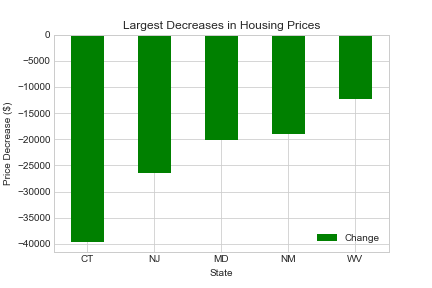 Largest Decreases in Housing Prices
Price Decrease ($)
0
−5000
−10000
−15000
−20000
−25000
−30000
−35000
−40000
CT NJ MD NM WV
State
Change